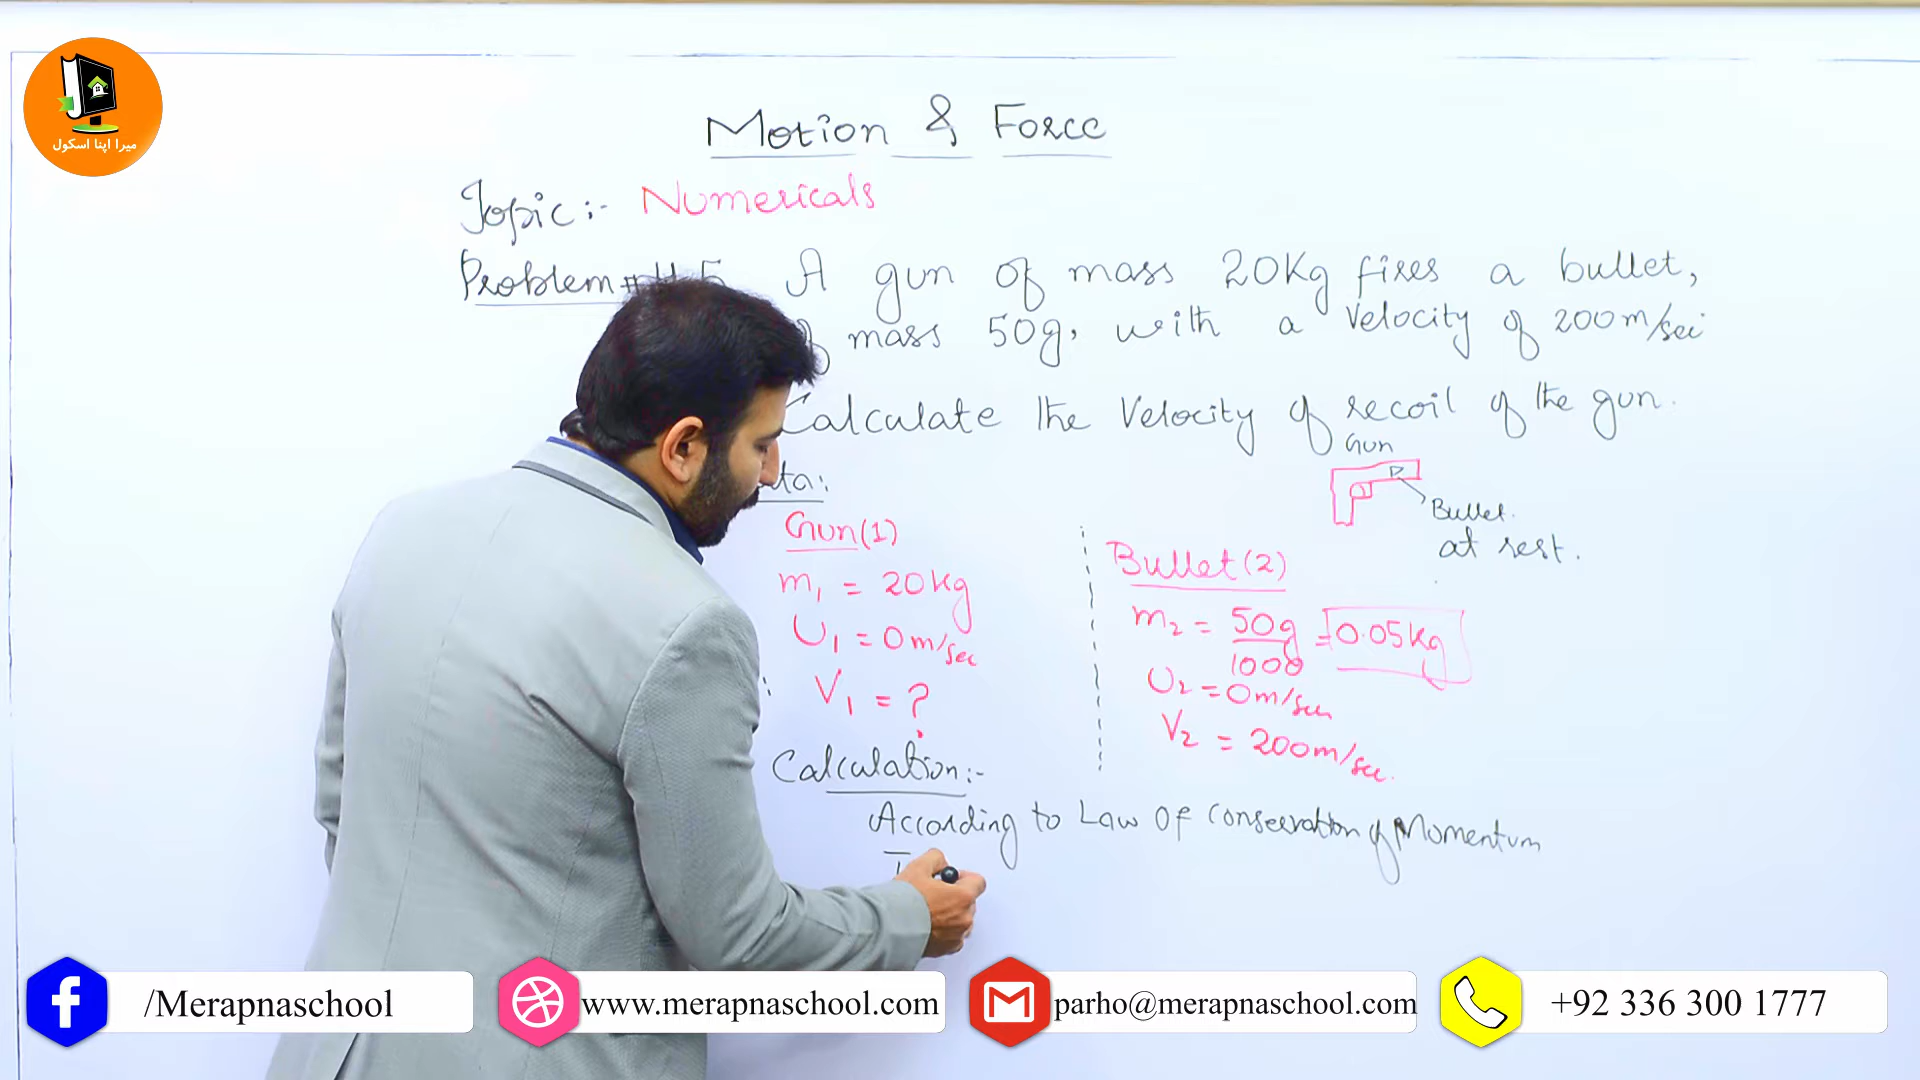 میرا اپنا اسکول
Motion & Force
Topic:- Numericals
Problem # 5 A gun of mass 20Kg fires a bullet,
of mass 50g, with a velocity of 200m/sec
Calculate the Velocity of recoil of the gun.
Gun
Bullet
at rest.
Gun(1)
m₁ = 20kg
U₁ = 0m/sec
V₁ = ?
Bullet(2)
m₂ = 50g/1000 = 0.05kg
U₂ = 0m/sec
V₂ = 200m/sec.
Calculation:-
According to Law Of Conservation of Momentum
/Merapnaschool
www.merapnaschool.com
parho@merapnaschool.com
+92 336 300 1777